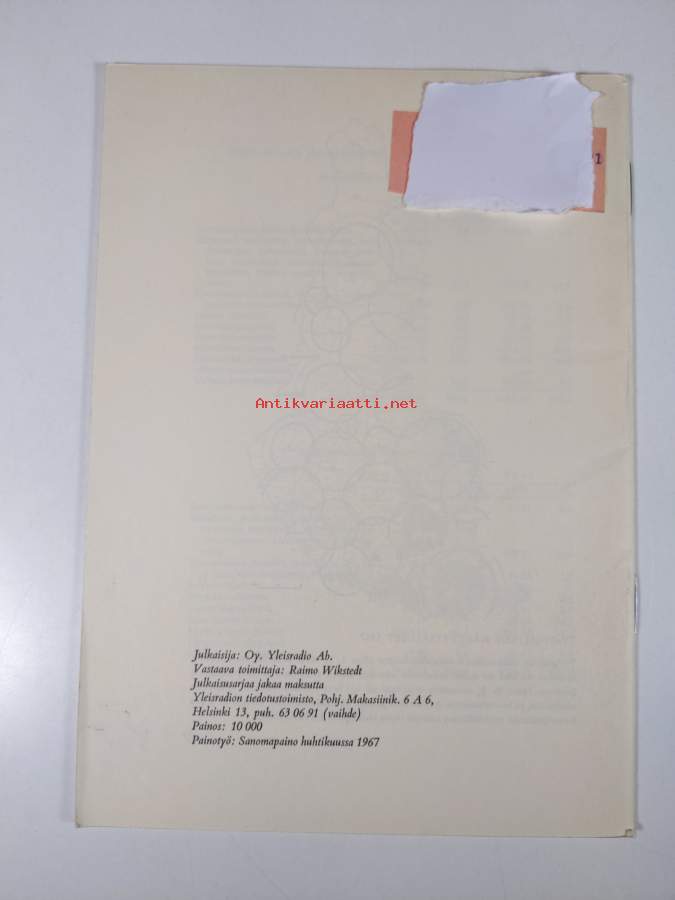 1
Antikvariaatti.net
Julkaisija: Oy. Yleisradio Ab.
Vastaava toimittaja: Raimo Wikstedt
Julkaisusarjaa jakaa maksutta
Yleisradion tiedotustoimisto, Pohj. Makasiinik. 6 A 6,
Helsinki 13, puh. 63 06 91 (vaihde)
Painos: 10 000
Painotyö: Sanomapaino huhtikuussa 1967